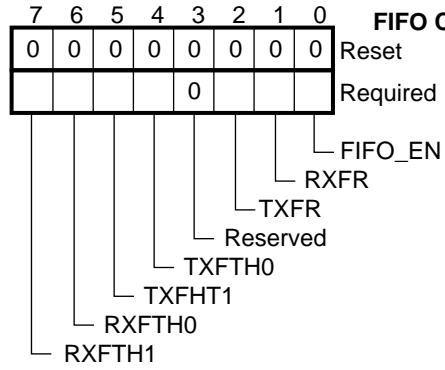 7 6 5 4 3 2 1 0 FIFO C
0 0 0 0 0 0 0 0 Reset
0 Required
FIFO_EN
RXFR
TXFR
Reserved
TXFTH0
TXFHT1
RXFTH0
RXFTH1